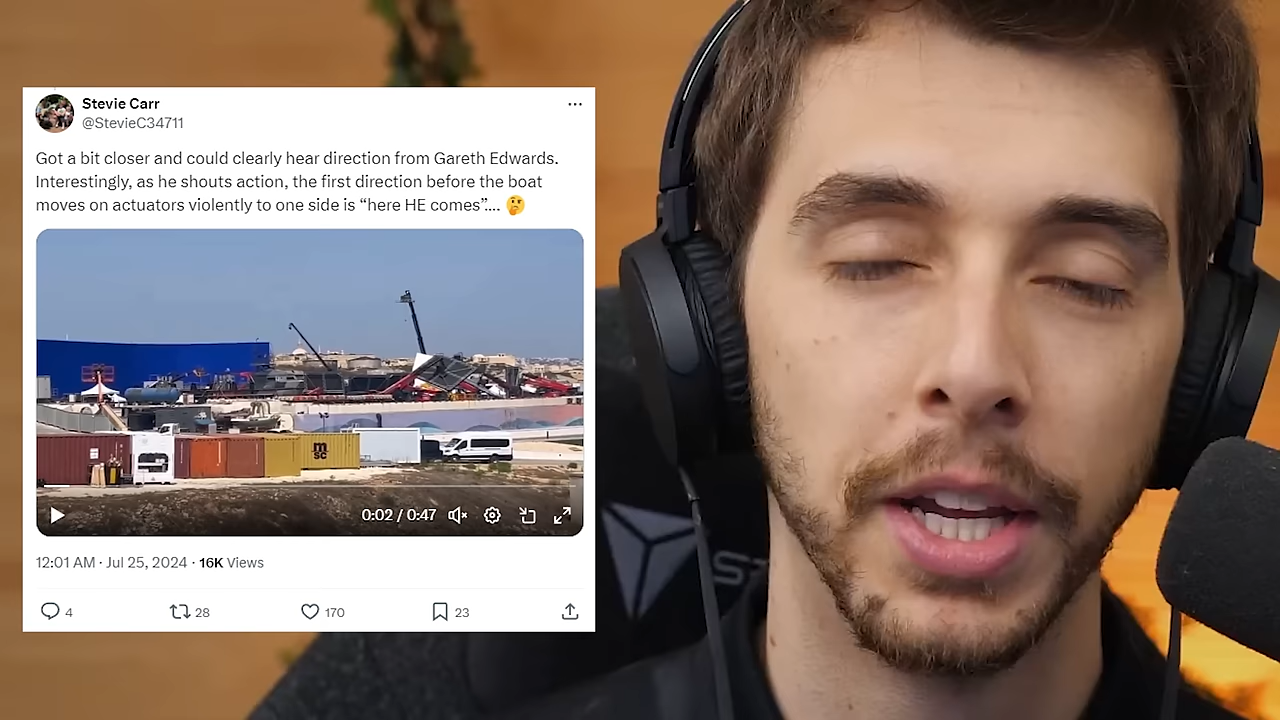 Stevie Carr
@StevieC34711
Got a bit closer and could clearly hear direction from Gareth Edwards.
Interestingly, as he shouts action, the first direction before the boat
moves on actuators violently to one side is “here HE comes”.... 🤔
m
sc
0:02 / 0:47
12:01 AM · Jul 25, 2024 · 16K Views
4
28
170
23